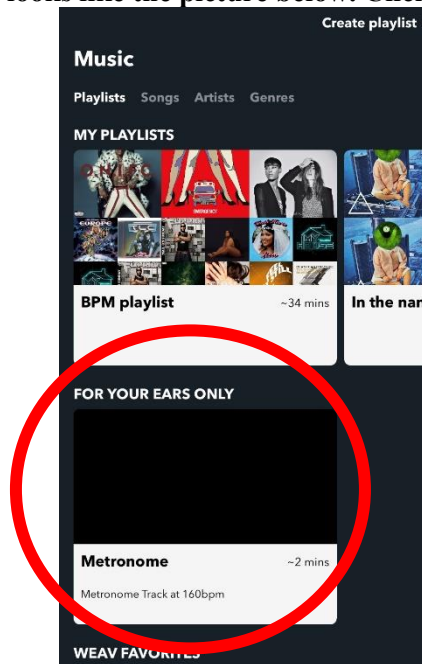 Create playlist
Music
Playlists Songs Artists Genres
MY PLAYLISTS
BPM playlist ~34 mins In the nar
FOR YOUR EARS ONLY
Metronome ~2 mins
Metronome Track at 160bpm
WEAV FAVORITES